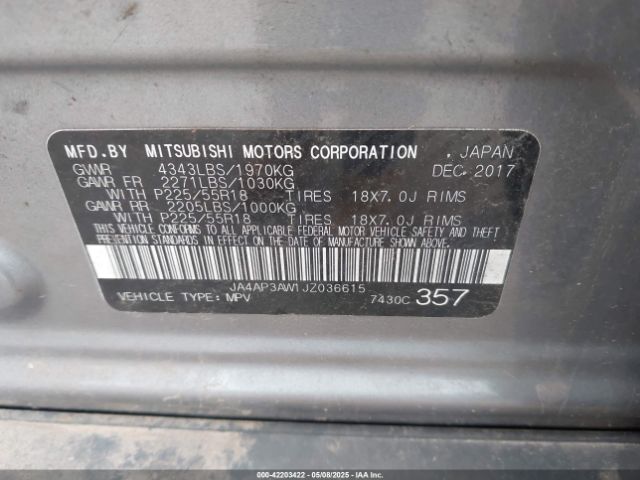 MFD.BY MITSUBISHI MOTORS CORPORATION . JAPAN
GVWR 4343LBS/1970KG DEC. 2017
GAWR FR 2271LBS/1030KG
WITH P225/55R18 TIRES 18X7.0J RIMS
GAWR RR 2205LBS/1000KG
WITH P225/55R18 TIRES 18X7.0J RIMS
THIS VEHICLE CONFORMS TO ALL APPLICABLE FEDERAL MOTOR VEHICLE SAFETY AND THEFT
PREVENTION STANDARDS IN EFFECT ON THE DATE OF MANUFACTURE SHOWN ABOVE.
JA4AP3AW1JZ036615
VEHICLE TYPE: MPV 7430C 357
000-42203422 05/08/2025 IAAI.COM